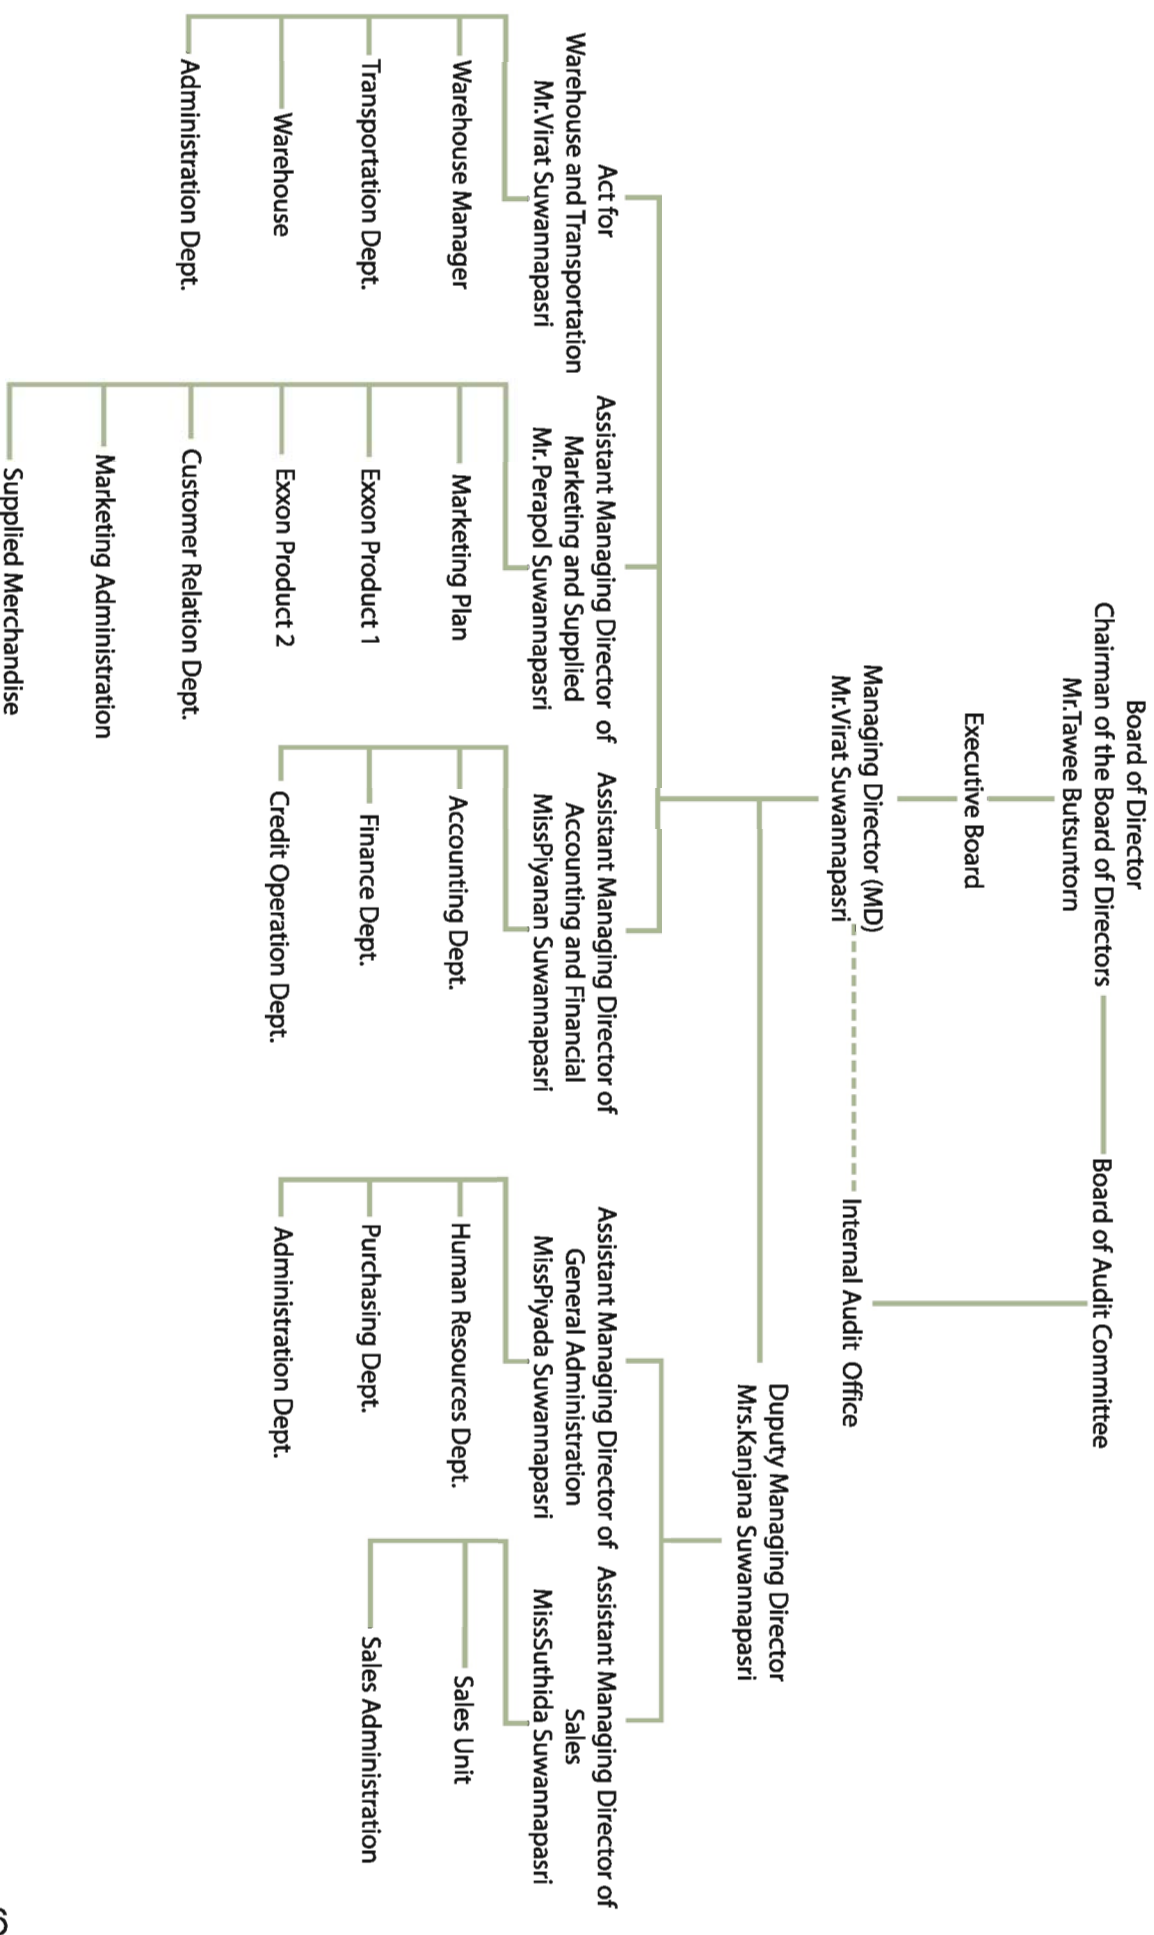 Board of Director
Chairman of the Board of Directors
Mr.Tawee Butsuntorn
Board of Audit Committee
Executive Board
Managing Director (MD)
Mr.Virat Suwannapasri
Internal Audit Office
Duputy Managing Director
Mrs.Kanjana Suwannapasri
Act for
Warehouse and Transportation
Mr.Virat Suwannapasri
Warehouse Manager
Transportation Dept.
Warehouse
Administration Dept.
Assistant Managing Director of
Marketing and Supplied
Mr.Perapol Suwannapasri
Marketing Plan
Exxon Product 1
Exxon Product 2
Customer Relation Dept.
Marketing Administration
Supplied Merchandise
Assistant Managing Director of
Accounting and Financial
MissPiyanan Suwannapasri
Accounting Dept.
Finance Dept.
Credit Operation Dept.
Assistant Managing Director of
General Administration
MissPiyada Suwannapasri
Human Resources Dept.
Purchasing Dept.
Administration Dept.
Assistant Managing Director of
Sales
MissSuthida Suwannapasri
Sales Unit
Sales Administration